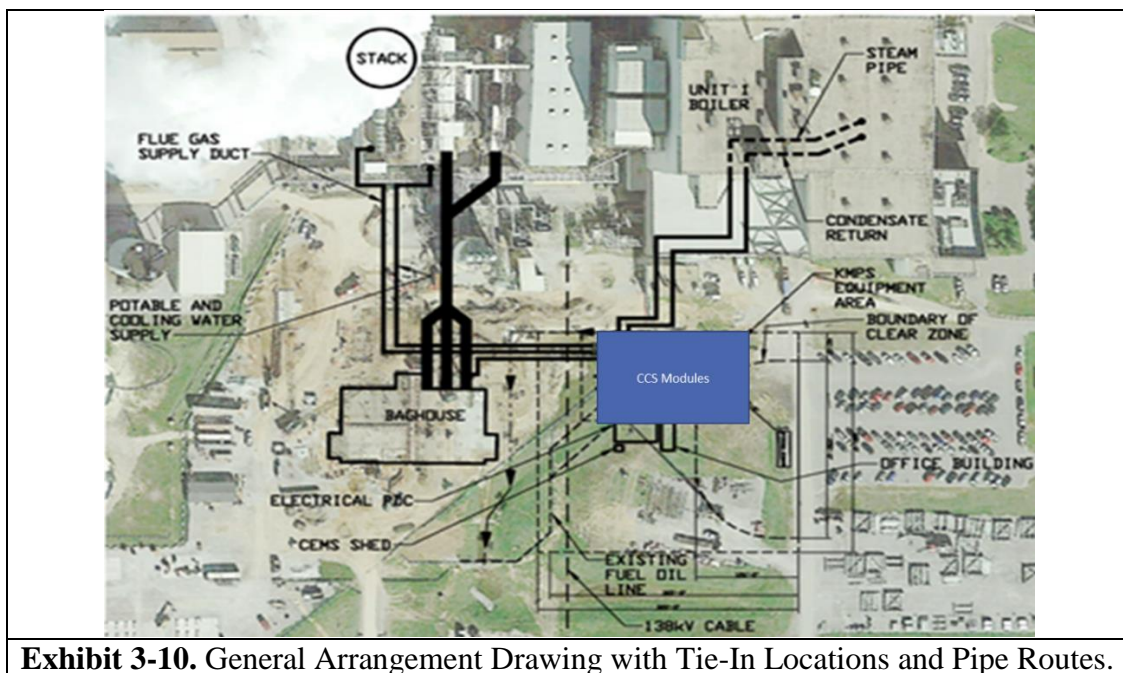 STACK
STEAM
PIPE
UNIT 1
BOILER
FLUE GAS
SUPPLY DUCT
CONDENSATE
RETURN
KMPS
EQUIPMENT
AREA
POTABLE AND
COOLING WATER
SUPPLY
BOUNDARY OF
CLEAR ZONE
CCS Modules
BAGHOUSE
OFFICE BUILDING
ELECTRICAL PDC
CEMS SHED
EXISTING
FUEL OIL
LINE
138kV CABLE
Exhibit 3-10. General Arrangement Drawing with Tie-In Locations and Pipe Routes.